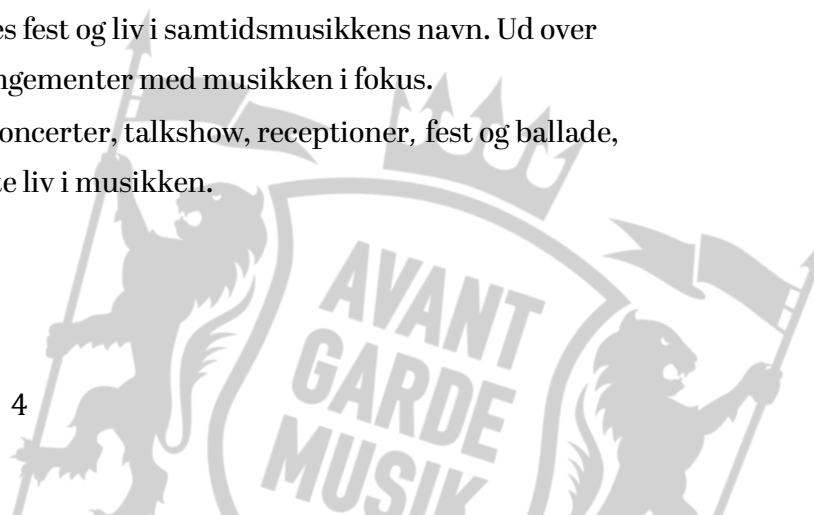 es fest og liv i samtidsmusikkens navn. Ud over
ngementer med musikken i fokus.
oncerter, talkshow, receptioner, fest og ballade,
te liv i musikken.
AVANT
GARDE
MUSIK
4